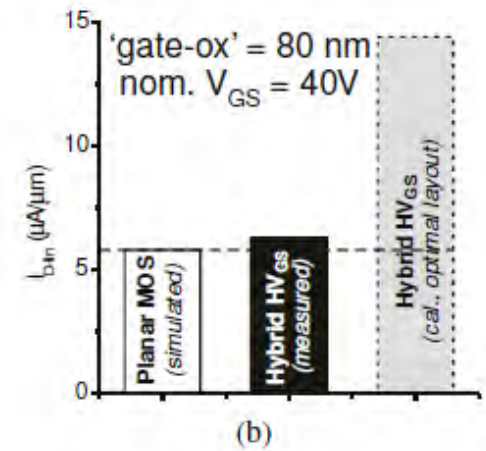 15
10
5
0
I_Dlin (μA/μm)
'gate-ox' = 80 nm
nom. V_GS = 40V
Planar MOS
(simulated)
Hybrid HV_GS
(measured)
Hybrid HV_GS
(cal., optimal layout)
(b)